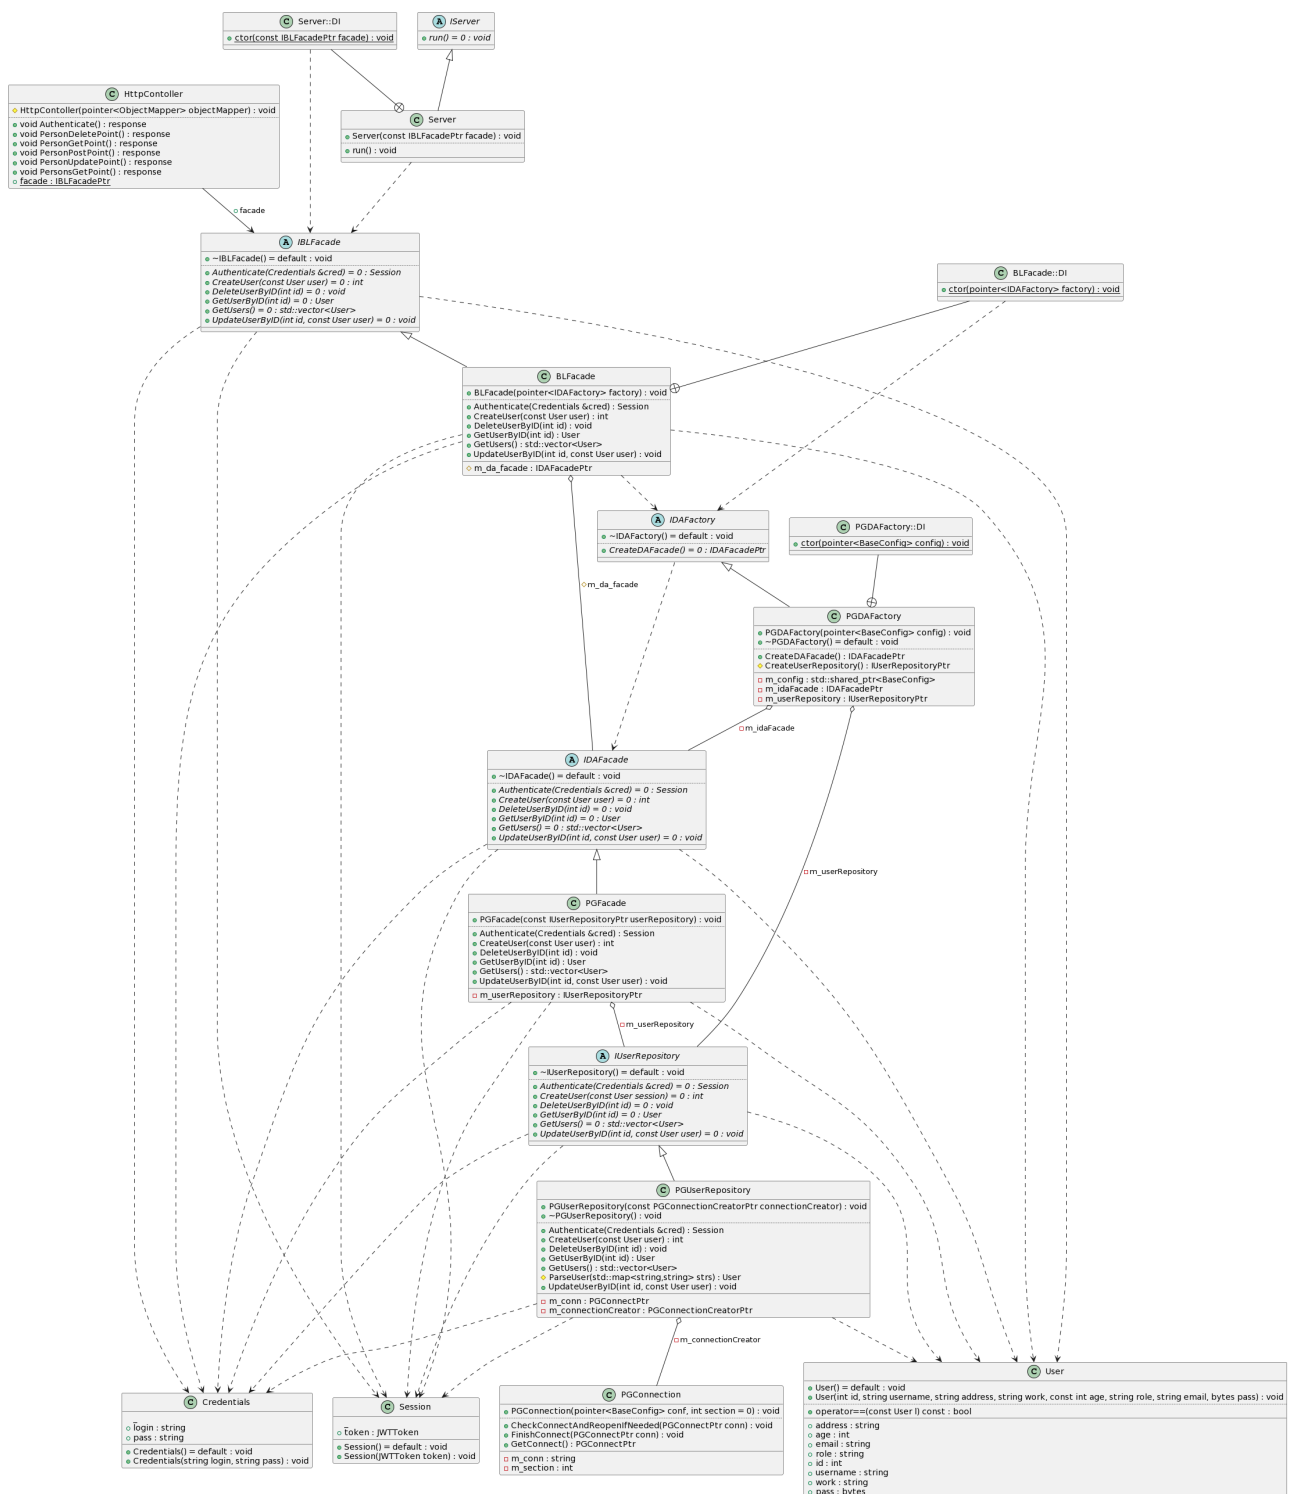 Server::DI
ctor(const IBLFacadePtr facade) : void
IServer
run() = 0 : void
HttpContoller
HttpContoller(pointer<ObjectMapper> objectMapper) : void
void Authenticate() : response
void PersonDeletePoint() : response
void PersonGetPoint() : response
void PersonPostPoint() : response
void PersonUpdatePoint() : response
void PersonsGetPoint() : response
facade : IBLFacadePtr
Server
Server(const IBLFacadePtr facade) : void
run() : void
facade
IBLFacade
~IBLFacade() = default : void
Authenticate(Credentials &cred) = 0 : Session
CreateUser(const User user) = 0 : int
DeleteUserByID(int id) = 0 : void
GetUserByID(int id) = 0 : User
GetUsers() = 0 : std::vector<User>
UpdateUserByID(int id, const User user) = 0 : void
BLFacade::DI
ctor(pointer<IDAFactory> factory) : void
BLFacade
BLFacade(pointer<IDAFactory> factory) : void
Authenticate(Credentials &cred) : Session
CreateUser(const User user) : int
DeleteUserByID(int id) : void
GetUserByID(int id) : User
GetUsers() : std::vector<User>
UpdateUserByID(int id, const User user) : void
m_da_facade : IDAFacadePtr
IDAFactory
~IDAFactory() = default : void
CreateDAFacade() = 0 : IDAFacadePtr
PGDAFactory::DI
ctor(pointer<BaseConfig> config) : void
m_da_facade
PGDAFactory
PGDAFactory(pointer<BaseConfig> config) : void
~PGDAFactory() = default : void
CreateDAFacade() : IDAFacadePtr
CreateUserRepository() : IUserRepositoryPtr
m_config : std::shared_ptr<BaseConfig>
m_idaFacade : IDAFacadePtr
m_userRepository : IUserRepositoryPtr
m_idaFacade
IDAFacade
~IDAFacade() = default : void
Authenticate(Credentials &cred) = 0 : Session
CreateUser(const User user) = 0 : int
DeleteUserByID(int id) = 0 : void
GetUserByID(int id) = 0 : User
GetUsers() = 0 : std::vector<User>
UpdateUserByID(int id, const User user) = 0 : void
m_userRepository
PGFacade
PGFacade(const IUserRepositoryPtr userRepository) : void
Authenticate(Credentials &cred) : Session
CreateUser(const User user) : int
DeleteUserByID(int id) : void
GetUserByID(int id) : User
GetUsers() : std::vector<User>
UpdateUserByID(int id, const User user) : void
m_userRepository : IUserRepositoryPtr
m_userRepository
IUserRepository
~IUserRepository() = default : void
Authenticate(Credentials &cred) = 0 : Session
CreateUser(const User session) = 0 : int
DeleteUserByID(int id) = 0 : void
GetUserByID(int id) = 0 : User
GetUsers() = 0 : std::vector<User>
UpdateUserByID(int id, const User user) = 0 : void
PGUserRepository
PGUserRepository(const PGConnectionCreatorPtr connectionCreator) : void
~PGUserRepository() : void
Authenticate(Credentials &cred) : Session
CreateUser(const User user) : int
DeleteUserByID(int id) : void
GetUserByID(int id) : User
GetUsers() : std::vector<User>
ParseUser(std::map<string,string> strs) : User
UpdateUserByID(int id, const User user) : void
m_conn : PGConnectPtr
m_connectionCreator : PGConnectionCreatorPtr
m_connectionCreator
Credentials
_
login : string
pass : string
Credentials() = default : void
Credentials(string login, string pass) : void
Session
_
token : JWTToken
Session() = default : void
Session(JWTToken token) : void
PGConnection
PGConnection(pointer<BaseConfig> conf, int section = 0) : void
CheckConnectAndReopenIfNeeded(PGConnectPtr conn) : void
FinishConnect(PGConnectPtr conn) : void
GetConnect() : PGConnectPtr
m_conn : string
m_section : int
User
User() = default : void
User(int id, string username, string address, string work, const int age, string role, string email, bytes pass) : void
operator==(const User l) const : bool
address : string
age : int
email : string
role : string
id : int
username : string
work : string
pass : bytes